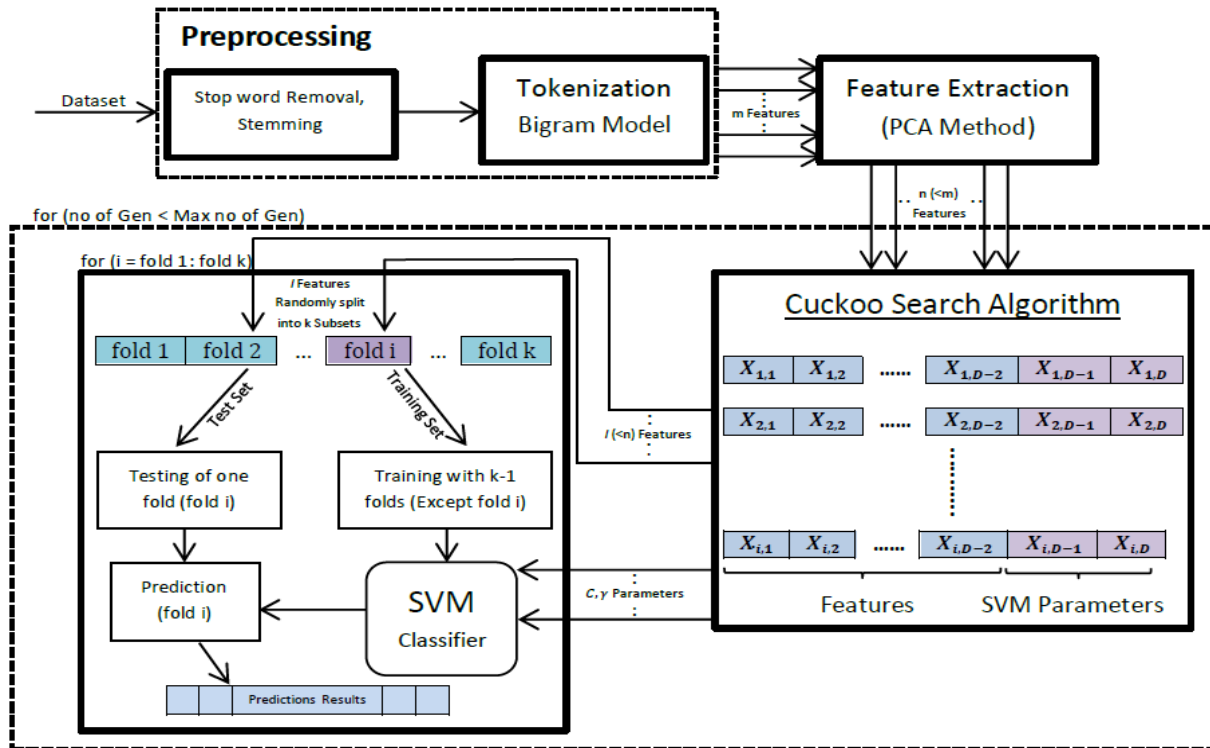 Preprocessing
Dataset
Stop word Removal,
Stemming
Tokenization
Bigram Model
m Features
Feature Extraction
(PCA Method)
n (<m)
Features
for (no of Gen < Max no of Gen)
for (i = fold 1: fold k)
l Features
Randomly split
into k Subsets
fold 1 fold 2 ... fold i ... fold k
Test Set
Training Set
Testing of one
fold (fold i)
Training with k-1
folds (Except fold i)
Prediction
(fold i)
SVM
Classifier
Predictions Results
l (<n) Features
C, γ Parameters
Cuckoo Search Algorithm
X1,1 X1,2 ...... X1,D−2 X1,D−1 X1,D
X2,1 X2,2 ...... X2,D−2 X2,D−1 X2,D
Xi,1 Xi,2 ...... Xi,D−2 Xi,D−1 Xi,D
Features SVM Parameters